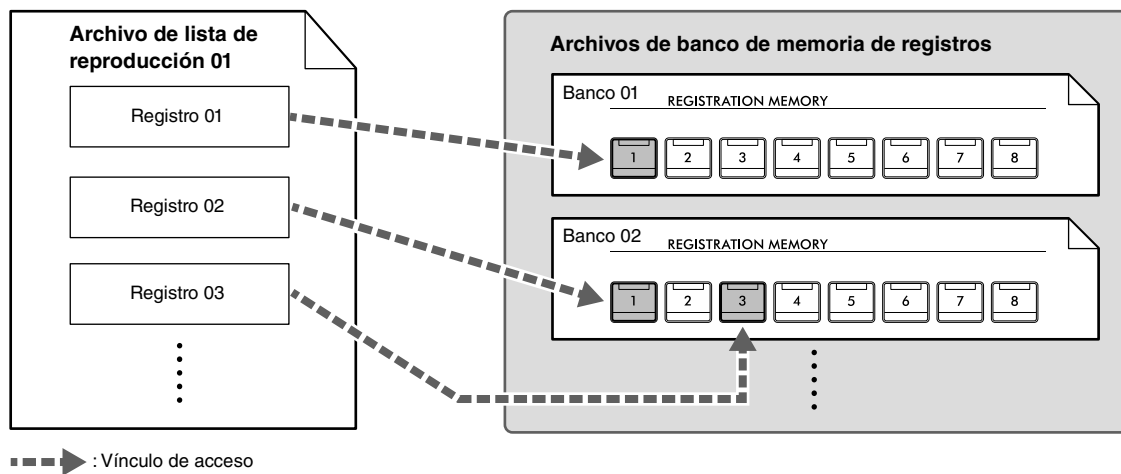 Archivo de lista de
reproducción 01
Registro 01
Registro 02
Registro 03
Archivos de banco de memoria de registros
Banco 01
REGISTRATION MEMORY
1 2 3 4 5 6 7 8
Banco 02
REGISTRATION MEMORY
1 2 3 4 5 6 7 8
: Vínculo de acceso